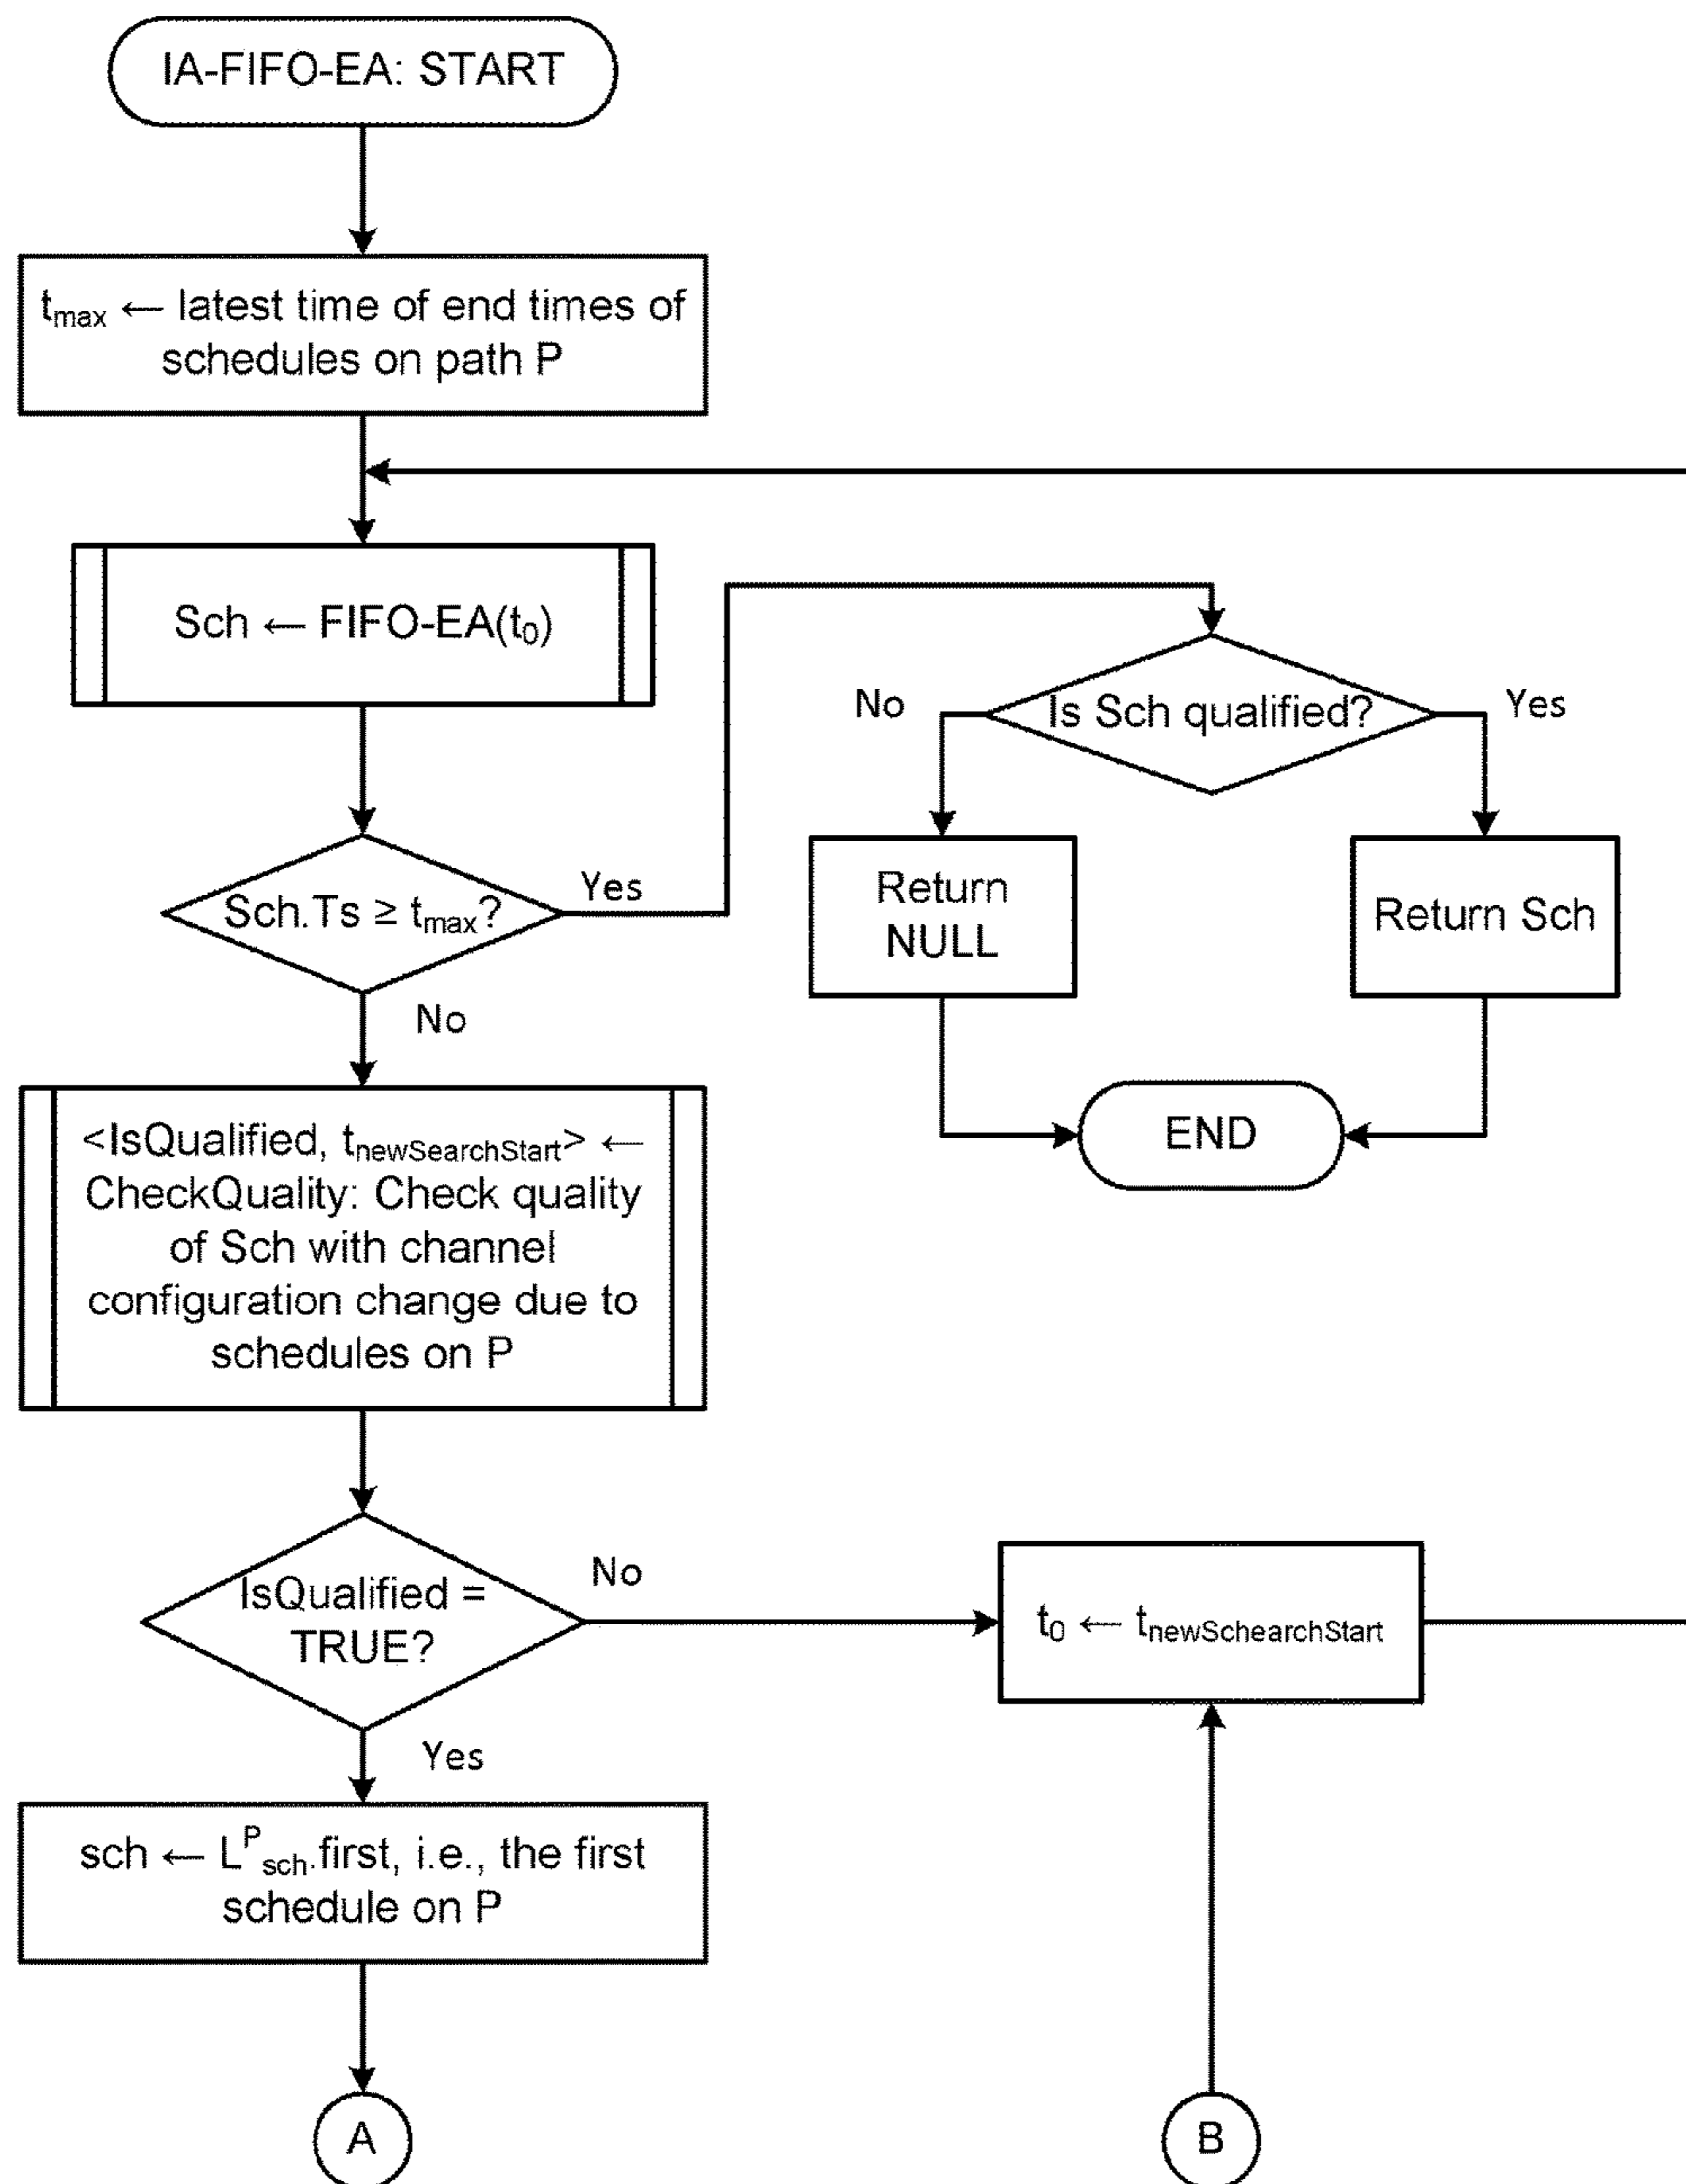 IA-FIFO-EA: START
tmax ← latest time of end times of
schedules on path P
Sch ← FIFO-EA(t0)
Is Sch qualified?
No
Yes
Return
NULL
Return Sch
END
Sch.Ts ≥ tmax?
Yes
No
<IsQualified, tnewSearchStart> ←
CheckQuality: Check quality
of Sch with channel
configuration change due to
schedules on P
IsQualified =
TRUE?
No
t0 ← tnewSchearchStart
Yes
sch ← LPsch.first, i.e., the first
schedule on P
A
B